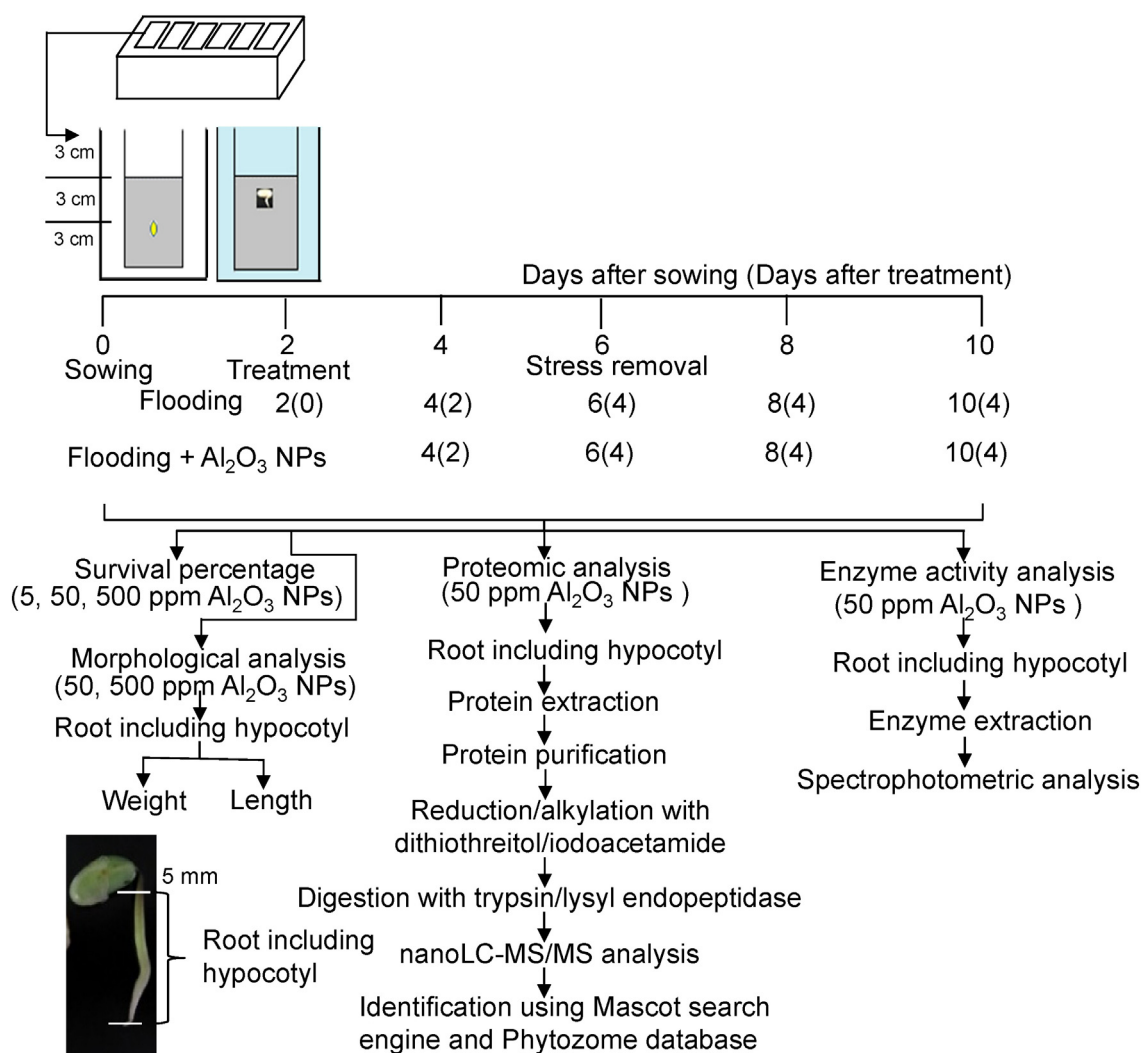 3 cm
3 cm
3 cm
Days after sowing (Days after treatment)
0 2 4 6 8 10
Sowing Treatment Stress removal
Flooding 2(0) 4(2) 6(4) 8(4) 10(4)
Flooding + Al₂O₃ NPs 4(2) 6(4) 8(4) 10(4)
Survival percentage
(5, 50, 500 ppm Al₂O₃ NPs)
Morphological analysis
(50, 500 ppm Al₂O₃ NPs)
Root including hypocotyl
Weight Length
5 mm
Root including
hypocotyl
Proteomic analysis
(50 ppm Al₂O₃ NPs )
Root including hypocotyl
Protein extraction
Protein purification
Reduction/alkylation with
dithiothreitol/iodoacetamide
Digestion with trypsin/lysyl endopeptidase
nanoLC-MS/MS analysis
Identification using Mascot search
engine and Phytozome database
Enzyme activity analysis
(50 ppm Al₂O₃ NPs )
Root including hypocotyl
Enzyme extraction
Spectrophotometric analysis